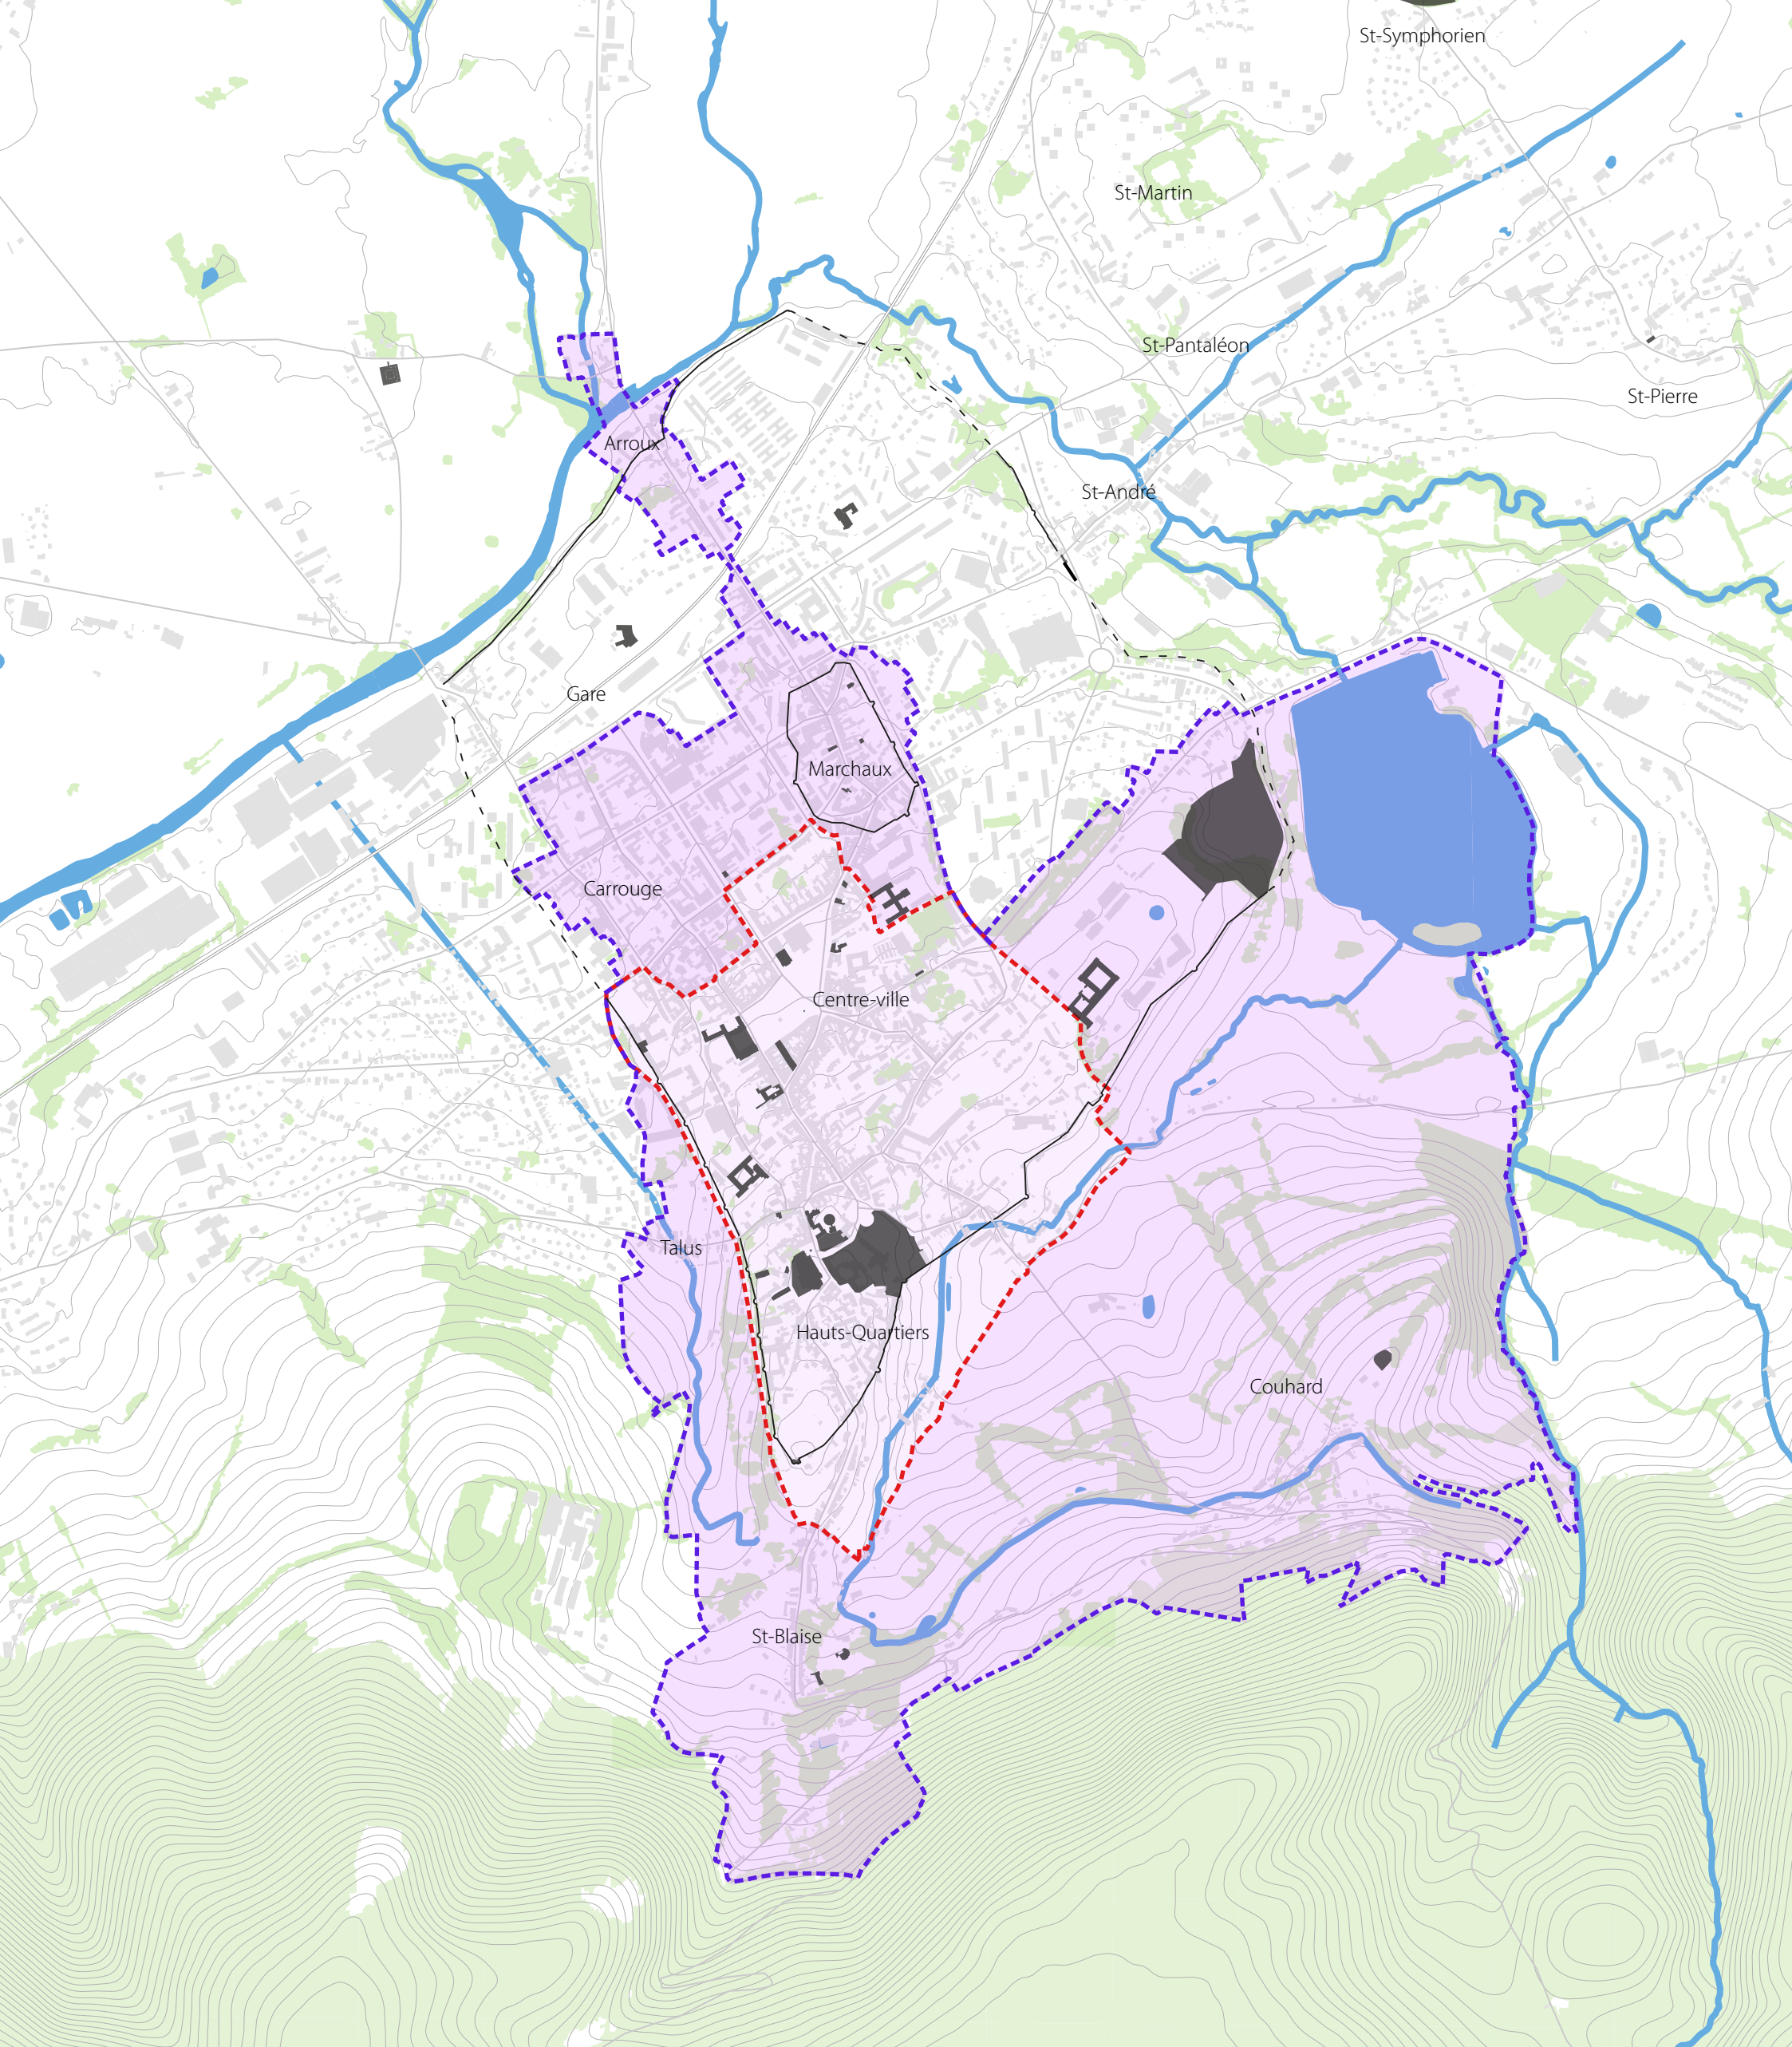 St-Symphorien
St-Martin
St-Pantaléon
St-Pierre
Arroux
St-André
Gare
Marchaux
Carrouge
Centre-ville
Talus
Hauts-Quartiers
Couhard
St-Blaise